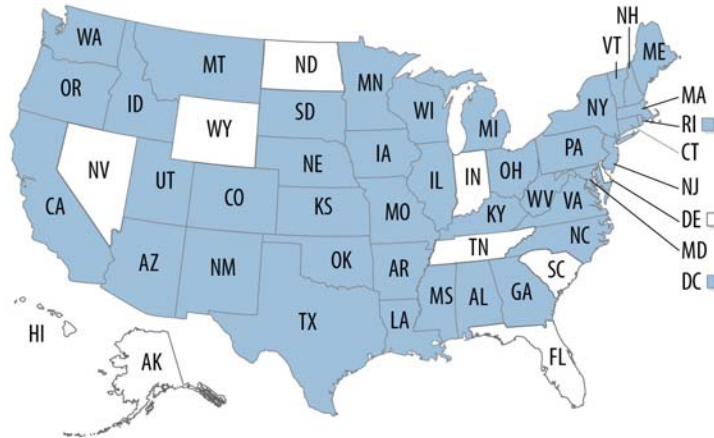 NH
VT
WA
MT
ND
MN
ME
OR
ID
SD
WI
MI
NY
MA
RI
WY
CT
NV
NE
IA
PA
NJ
UT
CO
IL
IN
OH
WV
VA
DE
CA
KS
MO
KY
MD
AZ
NM
OK
AR
TN
NC
SC
DC
TX
LA
MS
AL
GA
HI
AK
FL